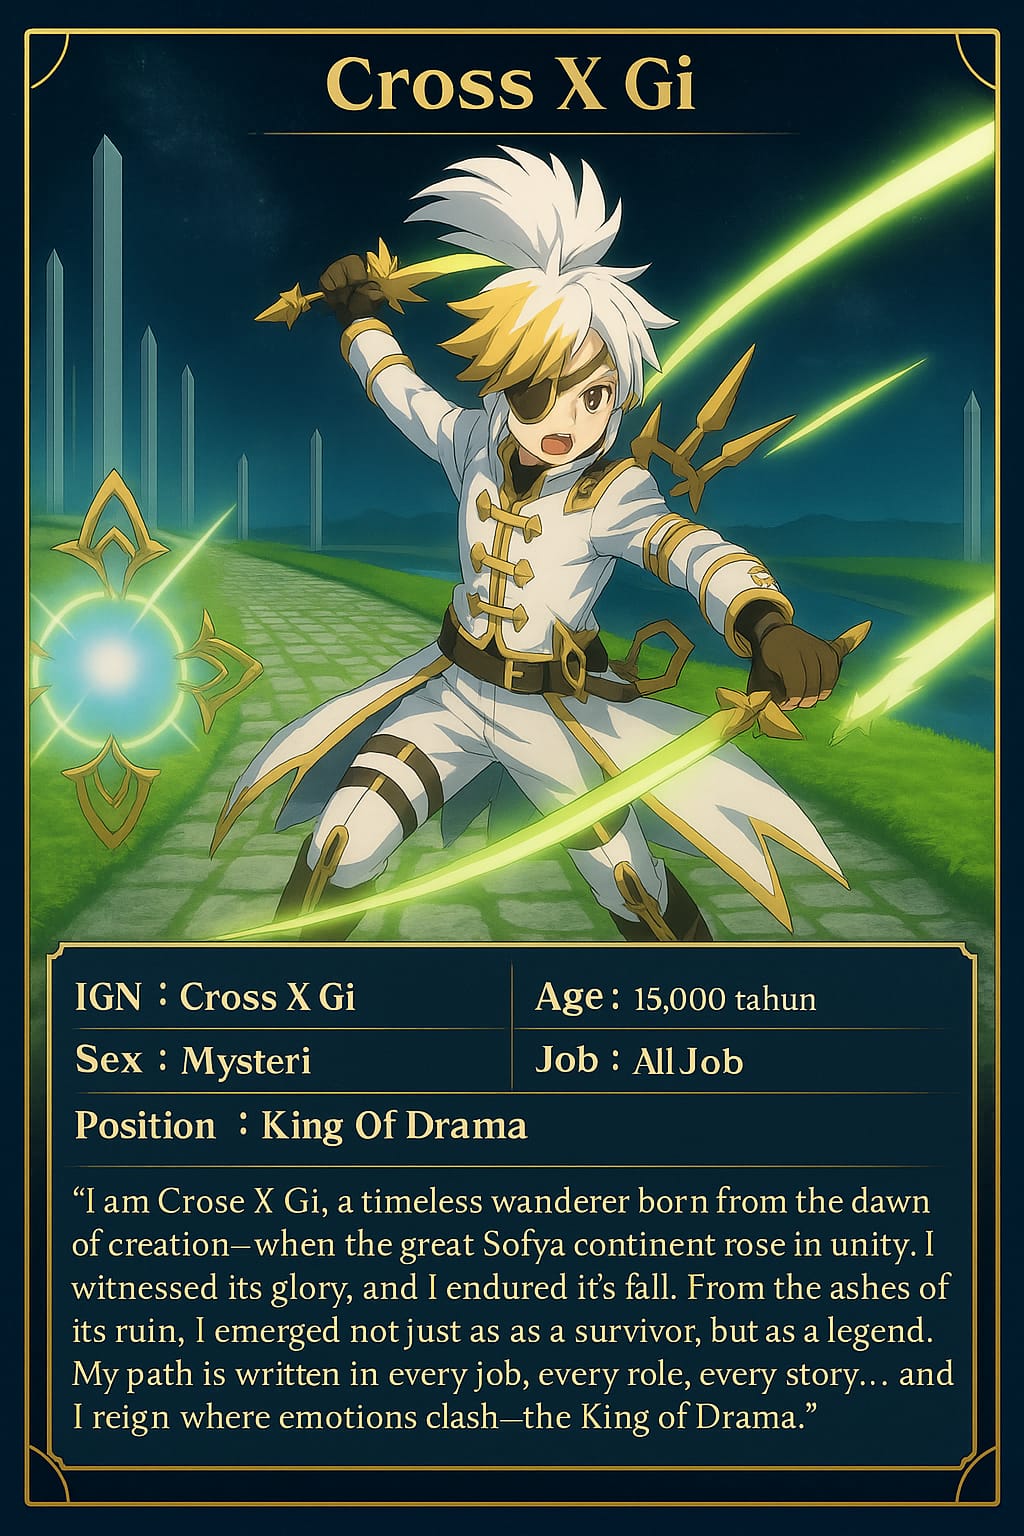 Cross X Gi
IGN : Cross X Gi
Age : 15,000 tahun
Sex : Mysteri
Job : All Job
Position : King Of Drama
“I am Crose X Gi, a timeless wanderer born from the dawn
of creation—when the great Sofya continent rose in unity. I
witnessed its glory, and I endured it’s fall. From the ashes of
its ruin, I emerged not just as as a survivor, but as a legend.
My path is written in every job, every role, every story... and
I reign where emotions clash—the King of Drama.”